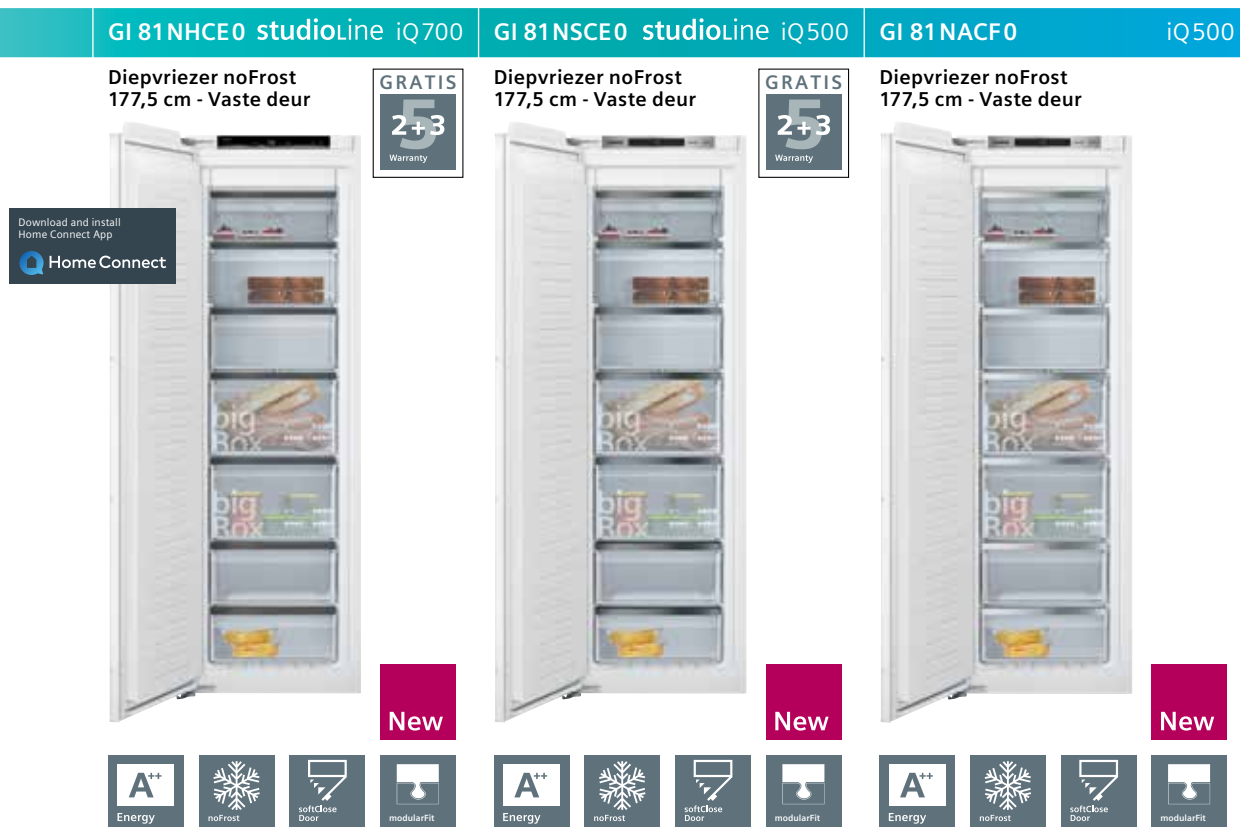 GI 81NHCE0 studioLine iQ700
Diepvriezer noFrost
177,5 cm - Vaste deur
GRATIS
5
2+3
Warranty
Download and install
Home Connect App
Home Connect
big
Box
big
Box
New
A++
Energy
noFrost
softClose
Door
modularFit
GI 81NSCE0 studioLine iQ500
Diepvriezer noFrost
177,5 cm - Vaste deur
GRATIS
5
2+3
Warranty
big
Box
big
Box
New
A++
Energy
noFrost
softClose
Door
modularFit
GI 81NACF0 iQ500
Diepvriezer noFrost
177,5 cm - Vaste deur
big
Box
big
Box
New
A++
Energy
noFrost
softClose
Door
modularFit